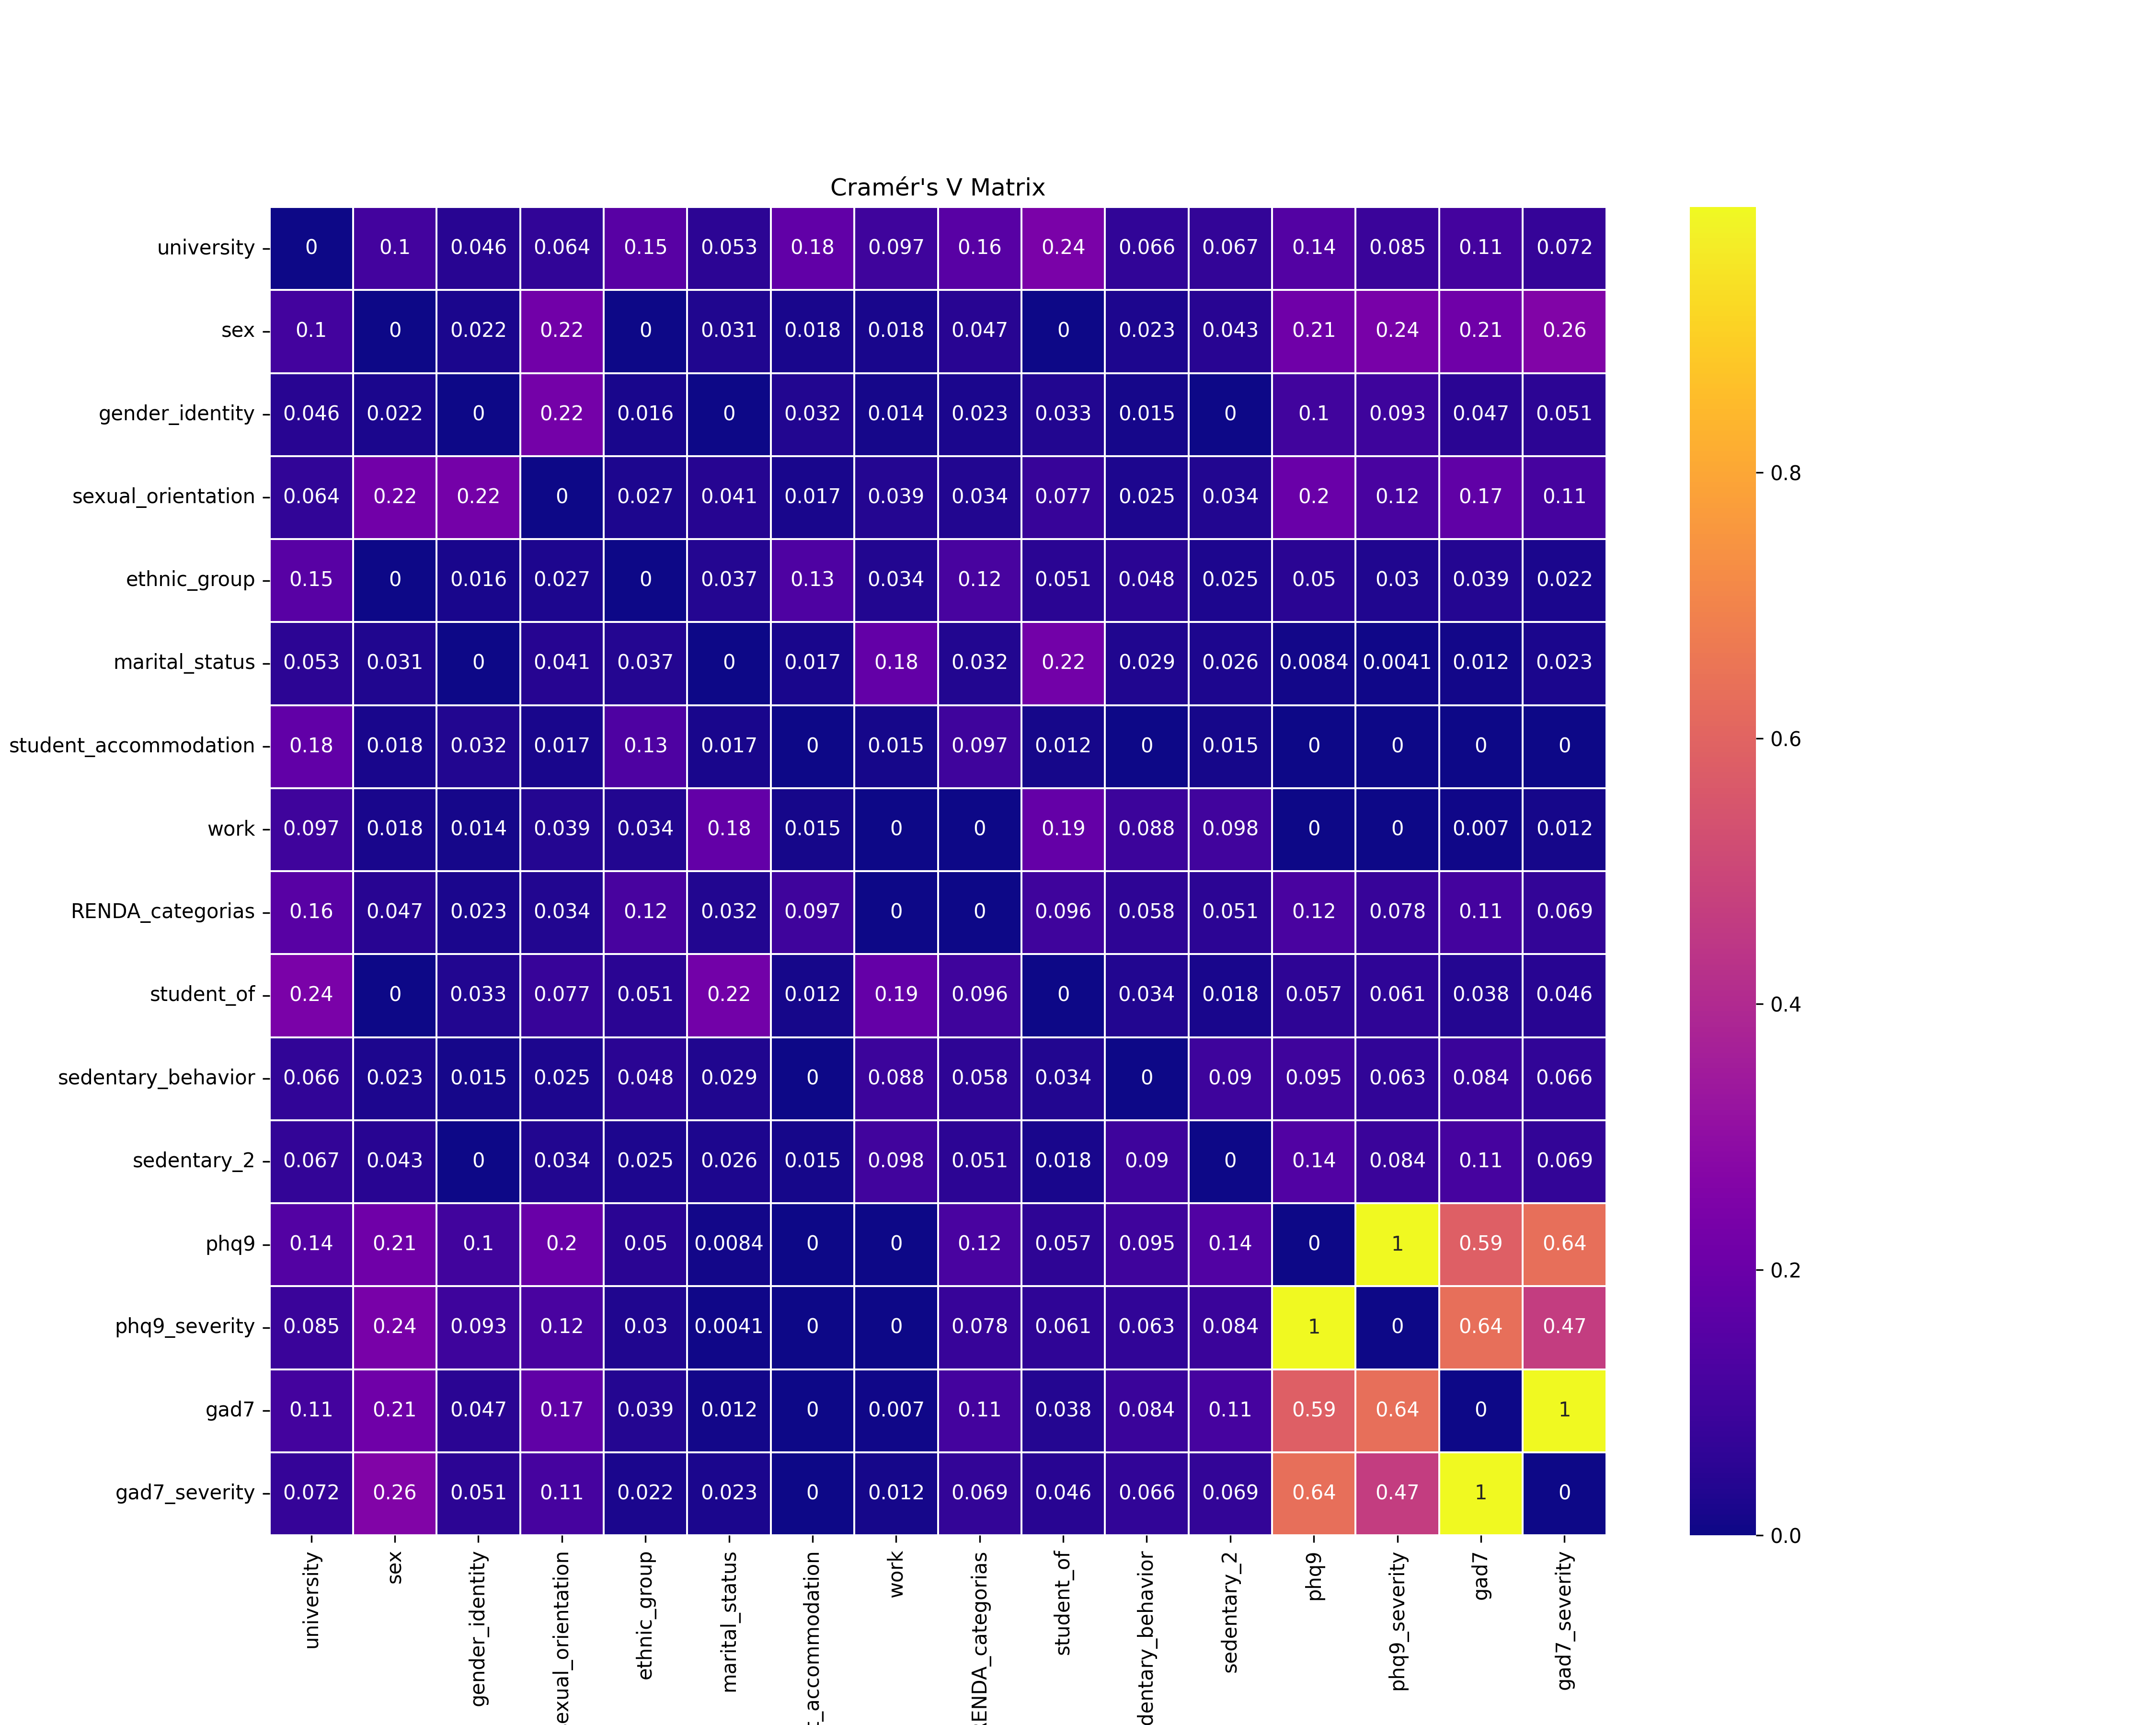 Cramér's V Matrix
university 0 0.1 0.046 0.064 0.15 0.053 0.18 0.097 0.16 0.24 0.066 0.067 0.14 0.085 0.11 0.072
sex 0.1 0 0.022 0.22 0 0.031 0.018 0.018 0.047 0 0.023 0.043 0.21 0.24 0.21 0.26
gender_identity 0.046 0.022 0 0.22 0.016 0 0.032 0.014 0.023 0.033 0.015 0 0.1 0.093 0.047 0.051
sexual_orientation 0.064 0.22 0.22 0 0.027 0.041 0.017 0.039 0.034 0.077 0.025 0.034 0.2 0.12 0.17 0.11
ethnic_group 0.15 0 0.016 0.027 0 0.037 0.13 0.034 0.12 0.051 0.048 0.025 0.05 0.03 0.039 0.022
marital_status 0.053 0.031 0 0.041 0.037 0 0.017 0.18 0.032 0.22 0.029 0.026 0.0084 0.0041 0.012 0.023
student_accommodation 0.18 0.018 0.032 0.017 0.13 0.017 0 0.015 0.097 0.012 0 0.015 0 0 0 0
work 0.097 0.018 0.014 0.039 0.034 0.18 0.015 0 0 0.19 0.088 0.098 0 0 0.007 0.012
RENDA_categorias 0.16 0.047 0.023 0.034 0.12 0.032 0.097 0 0 0.096 0.058 0.051 0.12 0.078 0.11 0.069
student_of 0.24 0 0.033 0.077 0.051 0.22 0.012 0.19 0.096 0 0.034 0.018 0.057 0.061 0.038 0.046
sedentary_behavior 0.066 0.023 0.015 0.025 0.048 0.029 0 0.088 0.058 0.034 0 0.09 0.095 0.063 0.084 0.066
sedentary_2 0.067 0.043 0 0.034 0.025 0.026 0.015 0.098 0.051 0.018 0.09 0 0.14 0.084 0.11 0.069
phq9 0.14 0.21 0.1 0.2 0.05 0.0084 0 0 0.12 0.057 0.095 0.14 0 1 0.59 0.64
phq9_severity 0.085 0.24 0.093 0.12 0.03 0.0041 0 0 0.078 0.061 0.063 0.084 1 0 0.64 0.47
gad7 0.11 0.21 0.047 0.17 0.039 0.012 0 0.007 0.11 0.038 0.084 0.11 0.59 0.64 0 1
gad7_severity 0.072 0.26 0.051 0.11 0.022 0.023 0 0.012 0.069 0.046 0.066 0.069 0.64 0.47 1 0
university
sex
gender_identity
exual_orientation
ethnic_group
marital_status
_accommodation
work
RENDA_categorias
student_of
dentary_behavior
sedentary_2
phq9
phq9_severity
gad7
gad7_severity
0.8
0.6
0.4
0.2
0.0